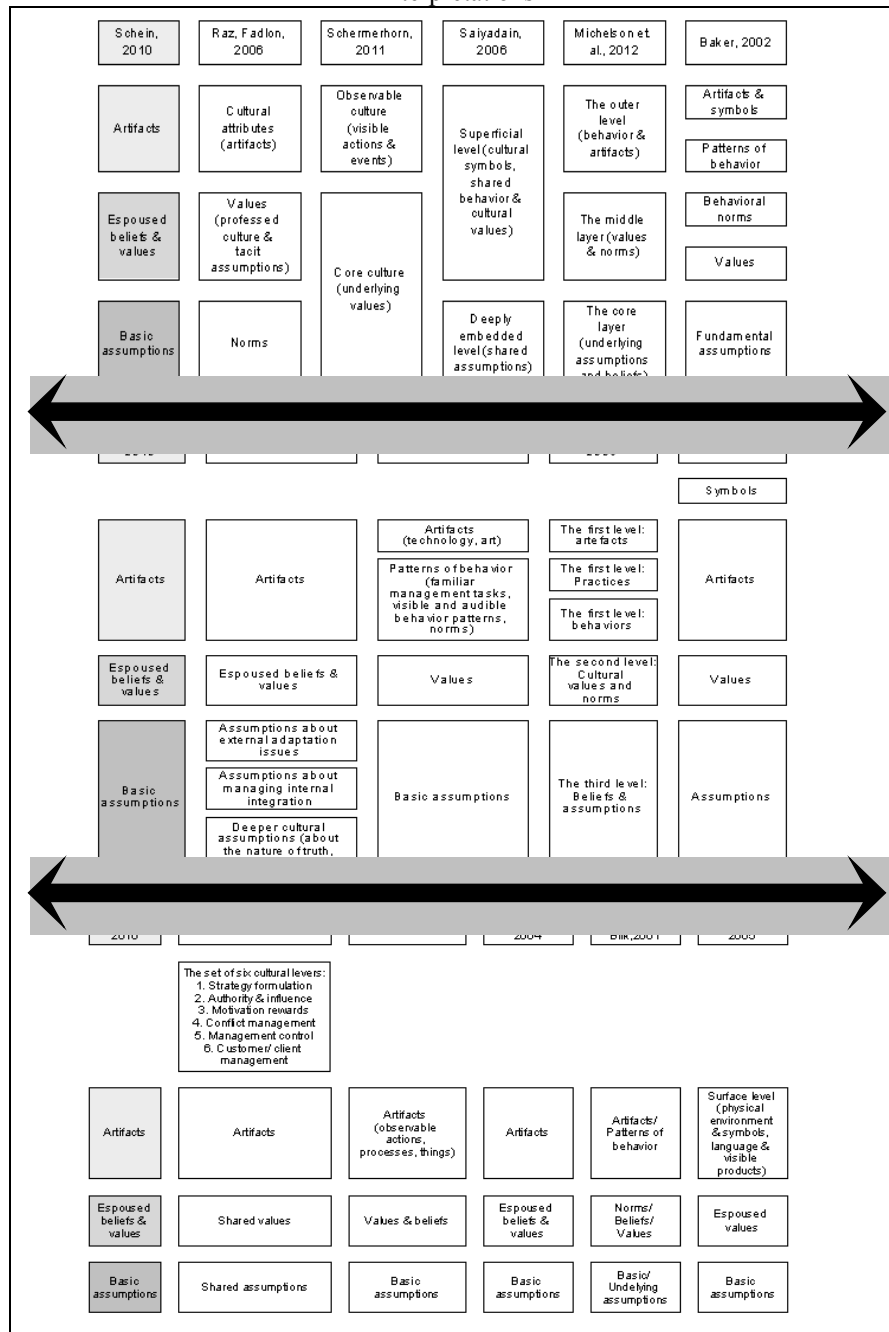 nterpretations
Schein,
2010
Raz, Fadlon,
2006
Schermerhorn,
2011
Saiyadain,
2006
Michelson et
al., 2012
Baker, 2002
Artifacts
Cultural
attributes
(artifacts)
Observable
culture
(visible
actions &
events)
Superficial
level (cultural
symbols,
shared
behavior &
cultural
values)
The outer
level
(behavior &
artifacts)
Artifacts &
symbols
Patterns of
behavior
Espoused
beliefs &
values
Values
(professed
culture &
tacit
assumptions)
Core culture
(underlying
values)
The middle
layer (values
& norms)
Behavioral
norms
Values
Basic
assumptions
Norms
Deeply
embedded
level (shared
assumptions)
The core
layer
(underlying
assumptions
and beliefs)
Fundamental
assumptions
Symbols
Artifacts
Artifacts
Artifacts
(technology, art)
Patterns of behavior
(familiar
management tasks,
visible and audible
behavior patterns,
norms)
The first level:
artefacts
The first level:
Practices
The first level:
behaviors
Artifacts
Espoused
beliefs &
values
Espoused beliefs &
values
Values
The second level:
Cultural
values and
norms
Values
Basic
assumptions
Assumptions about
external adaptation
issues
Assumptions about
managing internal
integration
Deeper cultural
assumptions (about
the nature of truth,
Basic assumptions
The third level:
Beliefs &
assumptions
Assumptions
2010
2004
Blik,2001
2005
The set of six cultural levers:
1. Strategy formulation
2. Authority & influence
3. Motivation rewards
4. Conflict management
5. Management control
6. Customer/ client
management
Artifacts
Artifacts
Artifacts
(observable
actions,
processes, things)
Artifacts
Artifacts/
Patterns of
behavior
Surface level
(physical
environment
& symbols,
language &
visible
products)
Espoused
beliefs &
values
Shared values
Values & beliefs
Espoused
beliefs &
values
Norms/
Beliefs/
Values
Espoused
values
Basic
assumptions
Shared assumptions
Basic
assumptions
Basic
assumptions
Basic/
Undelying
assumptions
Basic
assumptions